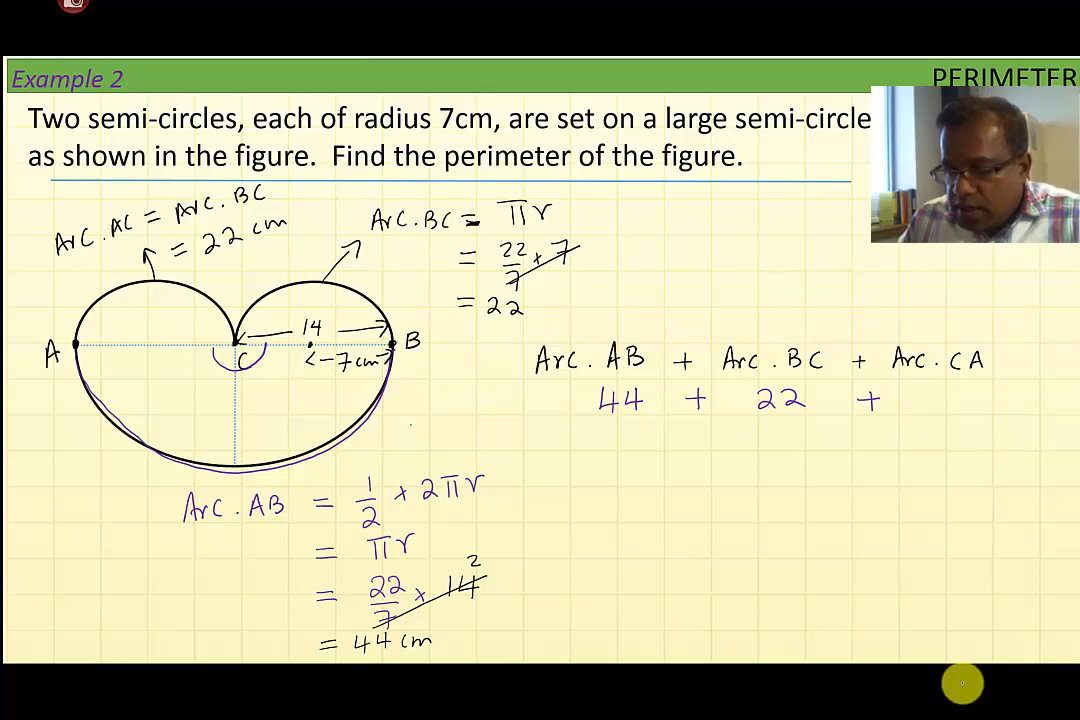 Example 2
PERIMETER
Two semi-circles, each of radius 7cm, are set on a large semi-circle
as shown in the figure. Find the perimeter of the figure.
Arc.AC = Arc.BC
= 22 cm
Arc.BC = πr
= 22/7 × 7
= 22
14
A
B
C
7cm
Arc.AB + Arc.BC + Arc.CA
44 + 22 +
Arc.AB = 1/2 × 2πr
= πr
= 22/7 × 14 2
= 44 cm